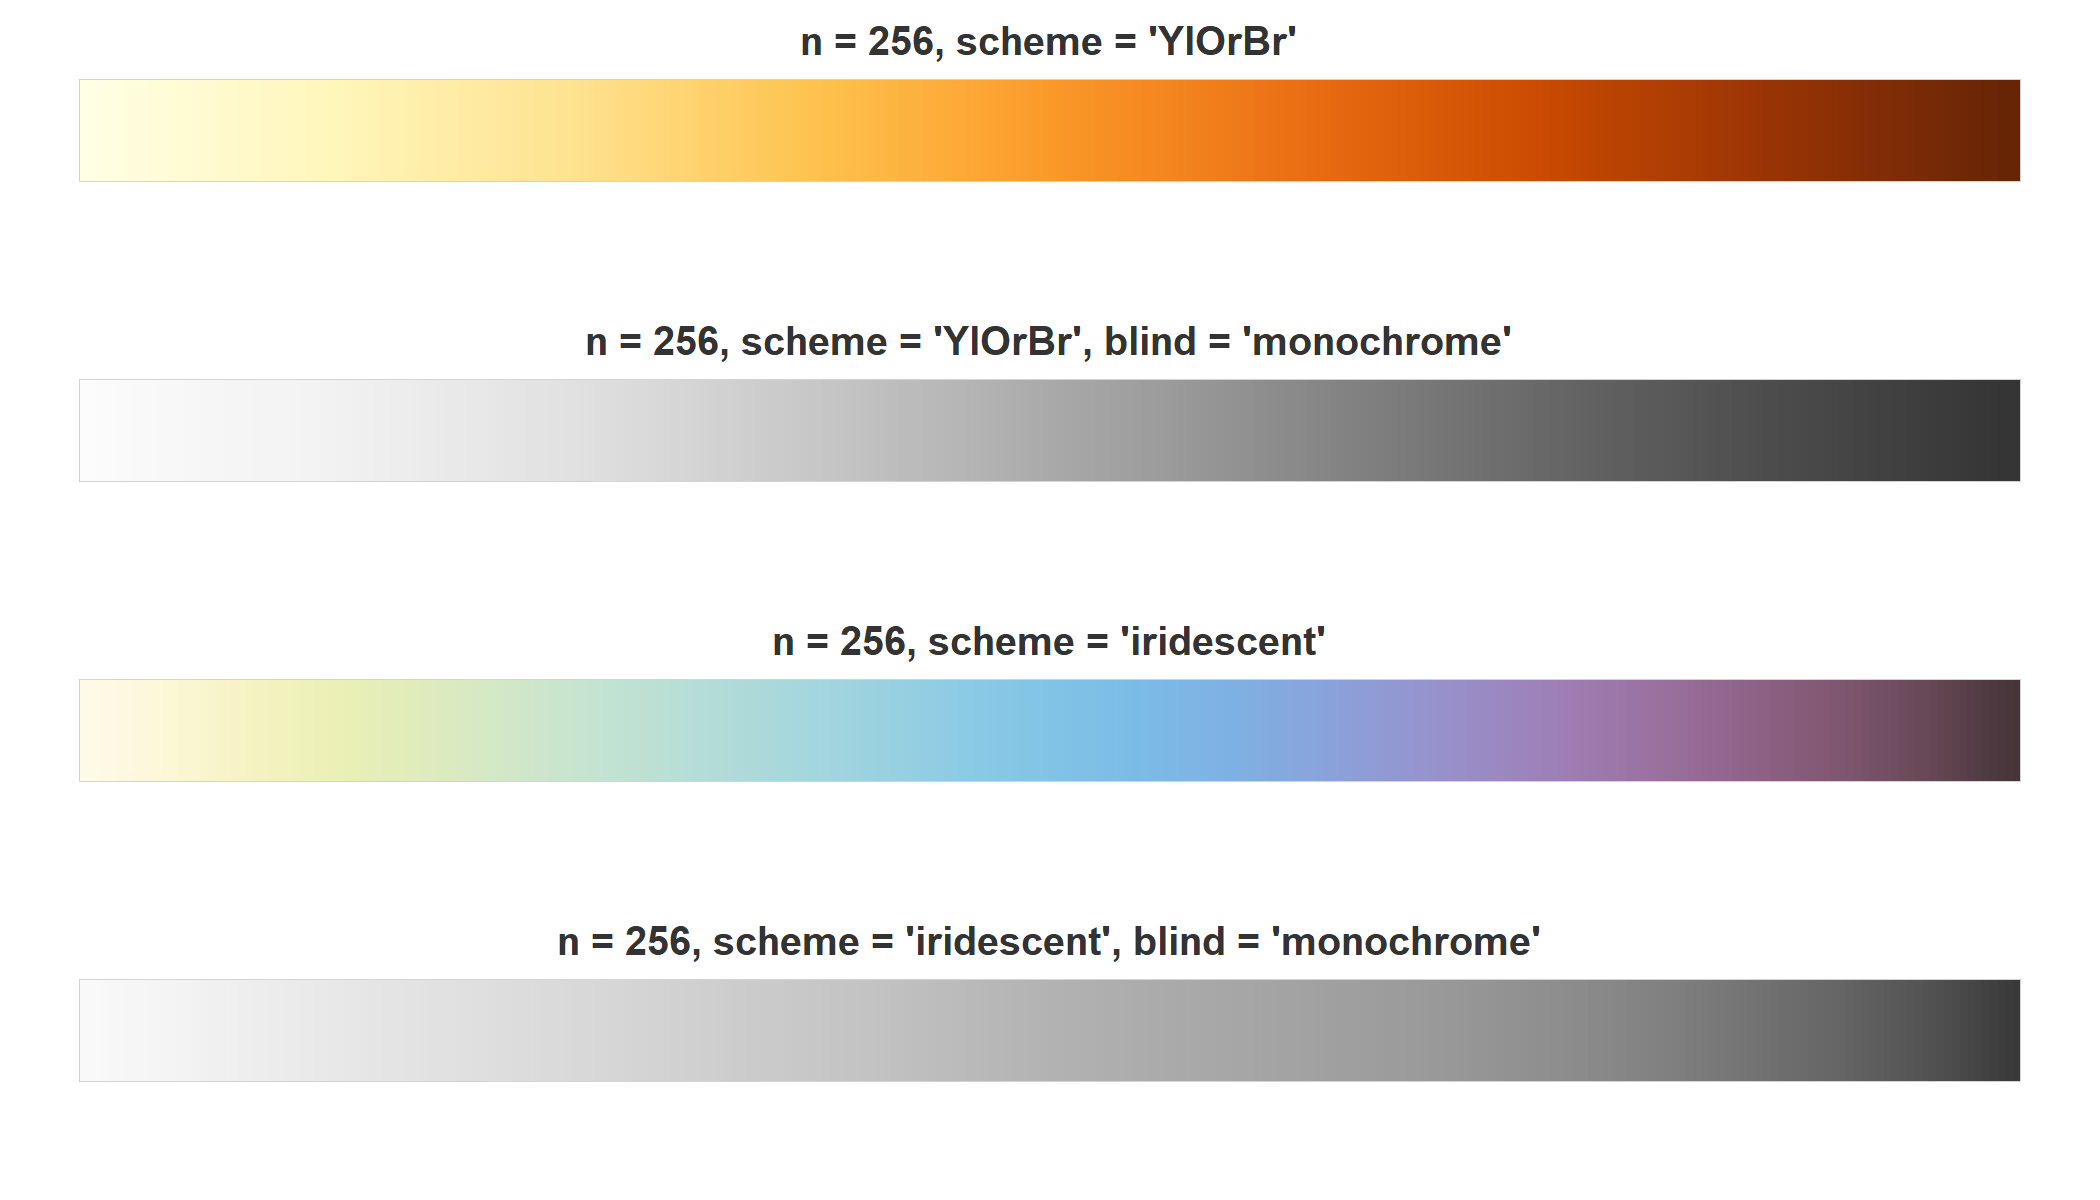 n = 256, scheme = 'YlOrBr'
n = 256, scheme = 'YlOrBr', blind = 'monochrome'
n = 256, scheme = 'iridescent'
n = 256, scheme = 'iridescent', blind = 'monochrome'